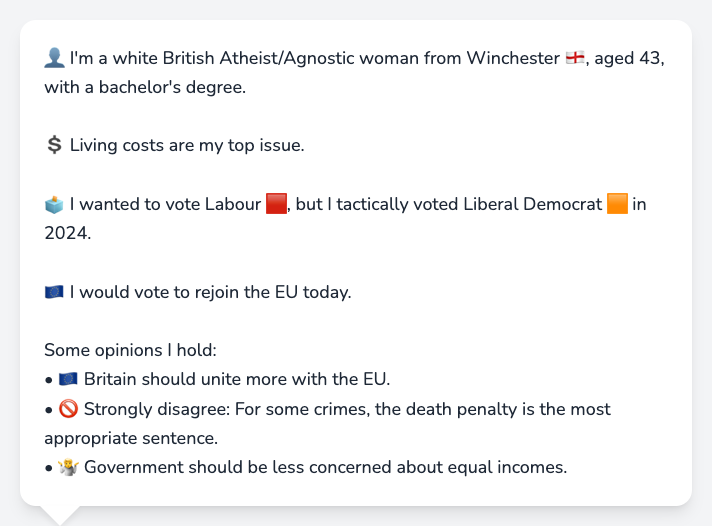 👤 I'm a white British Atheist/Agnostic woman from Winchester 🏴󠁧󠁢󠁥󠁮󠁧󠁿, aged 43,
with a bachelor's degree.
💲 Living costs are my top issue.
🗳️ I wanted to vote Labour 🟥, but I tactically voted Liberal Democrat 🟧 in
2024.
🇪🇺 I would vote to rejoin the EU today.
Some opinions I hold:
• 🇪🇺 Britain should unite more with the EU.
• 🚫 Strongly disagree: For some crimes, the death penalty is the most
appropriate sentence.
• 🤷 Government should be less concerned about equal incomes.